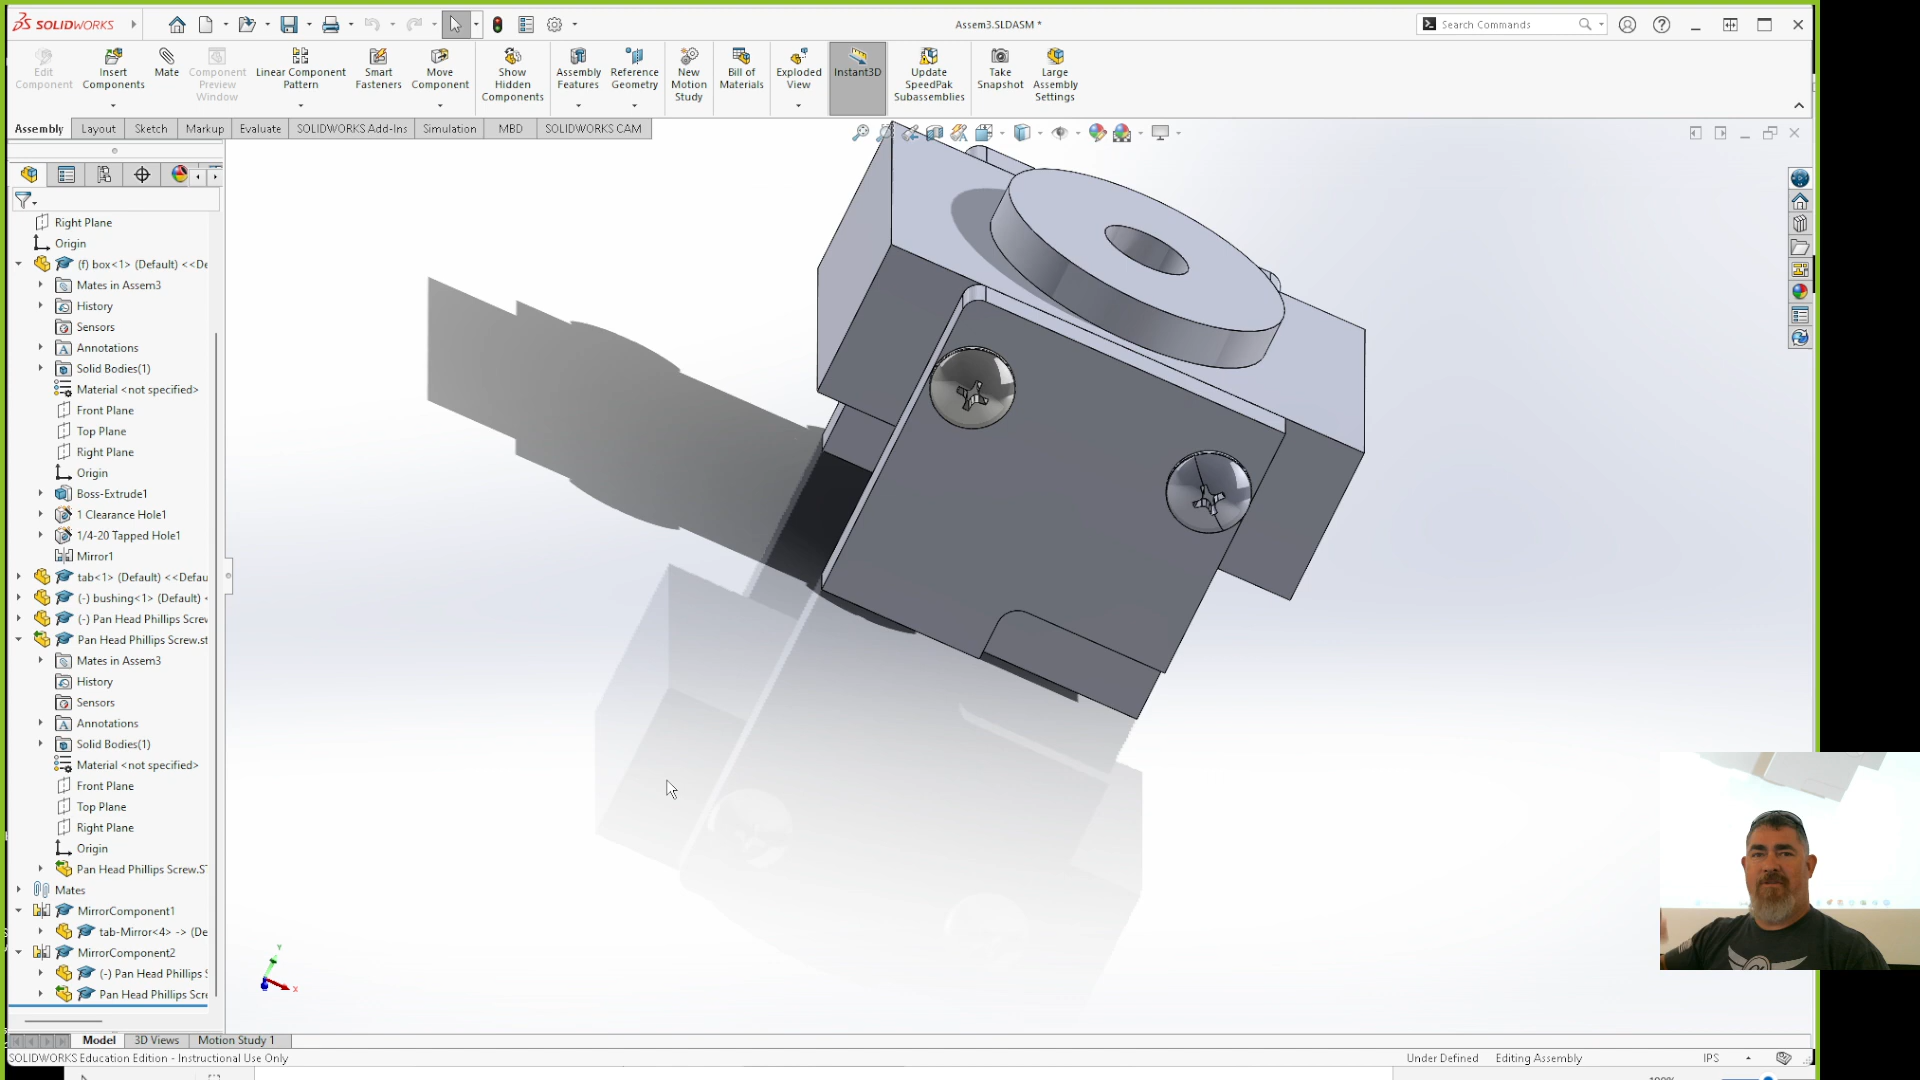 SOLIDWORKS
Assem3.SLDASM *
Search Commands
Edit Component
Insert Components
Mate
Component Preview Window
Linear Component Pattern
Smart Fasteners
Move Component
Show Hidden Components
Assembly Features
Reference Geometry
New Motion Study
Bill of Materials
Exploded View
Instant3D
Update SpeedPak Subassemblies
Take Snapshot
Large Assembly Settings
Assembly Layout Sketch Markup Evaluate SOLIDWORKS Add-Ins Simulation MBD SOLIDWORKS CAM
Right Plane
Origin
(f) box<1> (Default) <<De
Mates in Assem3
History
Sensors
Annotations
Solid Bodies(1)
Material <not specified>
Front Plane
Top Plane
Right Plane
Origin
Boss-Extrude1
1 Clearance Hole1
1/4-20 Tapped Hole1
Mirror1
tab<1> (Default) <<Defau
(-) bushing<1> (Default) <
(-) Pan Head Phillips Screw
Pan Head Phillips Screw.st
Mates in Assem3
History
Sensors
Annotations
Solid Bodies(1)
Material <not specified>
Front Plane
Top Plane
Right Plane
Origin
Pan Head Phillips Screw.S
Mates
MirrorComponent1
tab-Mirror<4> -> (De
MirrorComponent2
(-) Pan Head Phillips S
Pan Head Phillips Scre
Y
X
Model 3D Views Motion Study 1
SOLIDWORKS Education Edition - Instructional Use Only
Under Defined Editing Assembly IPS